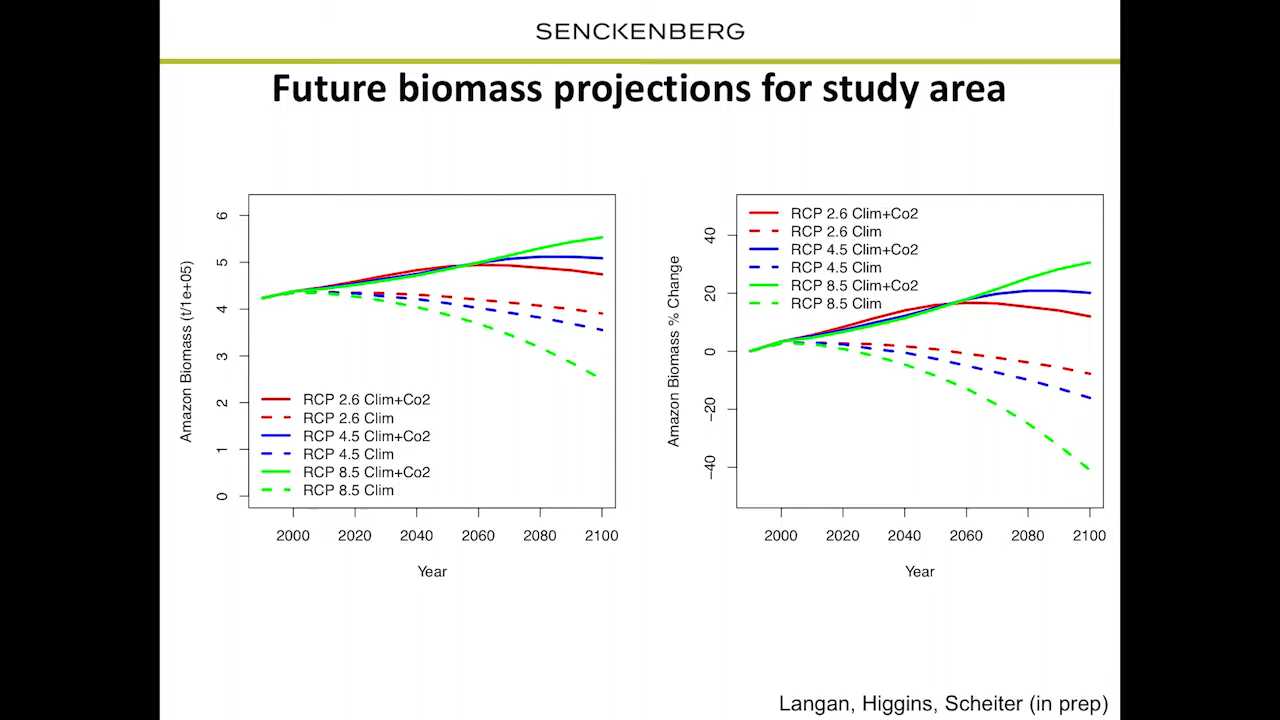 SENCKENBERG
Future biomass projections for study area
Amazon Biomass (t/1e+05)
6
5
4
3
2
1
0
RCP 2.6 Clim+Co2
RCP 2.6 Clim
RCP 4.5 Clim+Co2
RCP 4.5 Clim
RCP 8.5 Clim+Co2
RCP 8.5 Clim
2000 2020 2040 2060 2080 2100
Year
Amazon Biomass % Change
40
20
0
−20
−40
RCP 2.6 Clim+Co2
RCP 2.6 Clim
RCP 4.5 Clim+Co2
RCP 4.5 Clim
RCP 8.5 Clim+Co2
RCP 8.5 Clim
2000 2020 2040 2060 2080 2100
Year
Langan, Higgins, Scheiter (in prep)